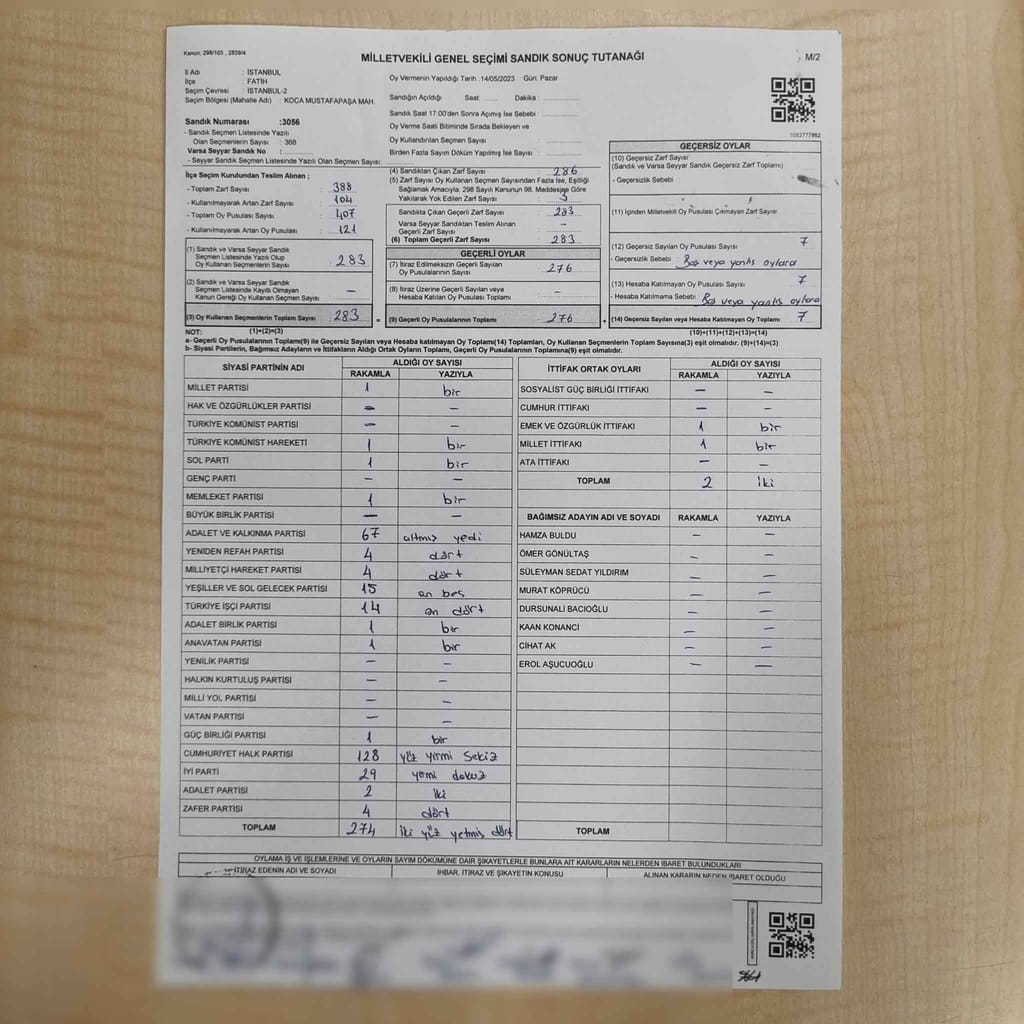 Kanun: 298/105 , 2839/4
MİLLETVEKİLİ GENEL SEÇİMİ SANDIK SONUÇ TUTANAĞI
M/2
İl Adı : İSTANBUL
İlçe : FATİH
Seçim Çevresi : İSTANBUL-2
Seçim Bölgesi (Mahalle Adı) : KOCA MUSTAFAPAŞA MAH.
Oy Vermenin Yapıldığı Tarih :14/05/2023 Gün: Pazar
Sandığın Açıldığı Saat: ...... Dakika : ............
Sandık Saat 17:00'den Sonra Açımış İse Sebebi : ............
Oy Verme Saati Bitiminde Sırada Bekleyen ve
Oy Kullandırılan Seçmen Sayısı : ............
Birden Fazla Sayım Döküm Yapılmış İse Sayısı : ............
1083777862
Sandık Numarası :3056
- Sandık Seçmen Listesinde Yazılı
Olan Seçmenlerin Sayısı : 368
Varsa Seyyar Sandık No : ............
- Seyyar Sandık Seçmen Listesinde Yazılı Olan Seçmen Sayısı: ............
İlçe Seçim Kurulundan Teslim Alınan ;
- Toplam Zarf Sayısı : 388
- Kullanılmayarak Artan Zarf Sayısı : 104
- Toplam Oy Pusulası Sayısı : 407
- Kullanılmayarak Artan Oy Pusulası : 121
(1) Sandık ve Varsa Seyyar Sandık
Seçmen Listesinde Yazılı Olup
Oy Kullanan Seçmenlerin Sayısı : 283
(2) Sandık ve Varsa Seyyar Sandık
Seçmen Listesinde Kayıtlı Olmayan
Kanun Gereği Oy Kullanan Seçmen Sayısı : —
(3) Oy Kullanan Seçmenlerin Toplam Sayısı : 283 =
(4) Sandıktan Çıkan Zarf Sayısı : 286
(5) Zarf Sayısı Oy Kullanan Seçmen Sayısından Fazla İse, Eşitliği
Sağlamak Amacıyla, 298 Sayılı Kanunun 98. Maddesine Göre
Yakılarak Yok Edilen Zarf Sayısı : 3
Sandıkta Çıkan Geçerli Zarf Sayısı : 283
Varsa Seyyar Sandıktan Teslim Alınan
Geçerli Zarf Sayısı : —
(6) Toplam Geçerli Zarf Sayısı : 283
GEÇERLİ OYLAR
(7) İtiraz Edilmeksizin Geçerli Sayılan
Oy Pusulalarının Sayısı : 276
(8) İtiraz Üzerine Geçerli Sayılan veya
Hesaba Katılan Oy Pusulası Toplamı : —
(9) Geçerli Oy Pusulalarının Toplamı : 276 +
GEÇERSİZ OYLAR
(10) Geçersiz Zarf Sayısı
(Sandık ve Varsa Seyyar Sandık Geçersiz Zarf Toplamı)
- Geçersizlik Sebebi
(11) İçinden Milletvekili Oy Pusulası Çıkmayan Zarf Sayısı
(12) Geçersiz Sayılan Oy Pusulası Sayısı 7
- Geçersizlik Sebebi : Boş veya yanlış oylara
(13) Hesaba Katılmayan Oy Pusulası Sayısı 7
- Hesaba Katılmama Sebebi : Boş veya yanlış oylara
(14) Geçersiz Sayılan veya Hesaba Katılmayan Oy Toplamı 7
NOT: (1)+(2)=(3) (10)+(11)+(12)+(13)=(14)
a- Geçerli Oy Pusulalarının Toplamı(9) ile Geçersiz Sayılan veya Hesaba katılmayan Oy Toplamı(14) Toplamları, Oy Kullanan Seçmenlerin Toplam Sayısına(3) eşit olmalıdır. (9)+(14)=(3)
b- Siyasi Partilerin, Bağımsız Adayların ve İttifakların Aldığı Ortak Oyların Toplamı, Geçerli Oy Pusulalarının Toplamına(9) eşit olmalıdır.
SİYASİ PARTİNİN ADI ALDIĞI OY SAYISI
RAKAMLA YAZIYLA
MİLLET PARTİSİ 1 bir
HAK VE ÖZGÜRLÜKLER PARTİSİ — —
TÜRKİYE KOMÜNİST PARTİSİ — —
TÜRKİYE KOMÜNİST HAREKETİ 1 bir
SOL PARTİ 1 bir
GENÇ PARTİ — —
MEMLEKET PARTİSİ 1 bir
BÜYÜK BİRLİK PARTİSİ — —
ADALET VE KALKINMA PARTİSİ 67 altmış yedi
YENİDEN REFAH PARTİSİ 4 dört
MİLLİYETÇİ HAREKET PARTİSİ 4 dört
YEŞİLLER VE SOL GELECEK PARTİSİ 15 on beş
TÜRKİYE İŞÇİ PARTİSİ 14 on dört
ADALET BİRLİK PARTİSİ 1 bir
ANAVATAN PARTİSİ 1 bir
YENİLİK PARTİSİ — —
HALKIN KURTULUŞ PARTİSİ — —
MİLLİ YOL PARTİSİ — —
VATAN PARTİSİ — —
GÜÇ BİRLİĞİ PARTİSİ 1 bir
CUMHURİYET HALK PARTİSİ 128 yüz yirmi sekiz
İYİ PARTİ 29 yirmi dokuz
ADALET PARTİSİ 2 iki
ZAFER PARTİSİ 4 dört
TOPLAM 274 iki yüz yetmiş dört
İTTİFAK ORTAK OYLARI ALDIĞI OY SAYISI
RAKAMLA YAZIYLA
SOSYALİST GÜÇ BİRLİĞİ İTTİFAKI — —
CUMHUR İTTİFAKI — —
EMEK VE ÖZGÜRLÜK İTTİFAKI 1 bir
MİLLET İTTİFAKI 1 bir
ATA İTTİFAKI — —
TOPLAM 2 iki
BAĞIMSIZ ADAYIN ADI VE SOYADI RAKAMLA YAZIYLA
HAMZA BULDU — —
ÖMER GÖNÜLTAŞ — —
SÜLEYMAN SEDAT YILDIRIM — —
MURAT KÖPRÜCÜ — —
DURSUNALİ BACIOĞLU — —
KAAN KONANCI — —
CİHAT AK — —
EROL AŞUCUOĞLU — —
TOPLAM
OYLAMA İŞ VE İŞLEMLERİNE VE OYLARIN SAYIM DÖKÜMÜNE DAİR ŞİKAYETLERLE BUNLARA AİT KARARLARIN NELERDEN İBARET BULUNDUKLARI
İTİRAZ EDENİN ADI VE SOYADI İHBAR, İTİRAZ VE ŞİKAYETİN KONUSU ALINAN KARARIN NEDEN İBARET OLDUĞU